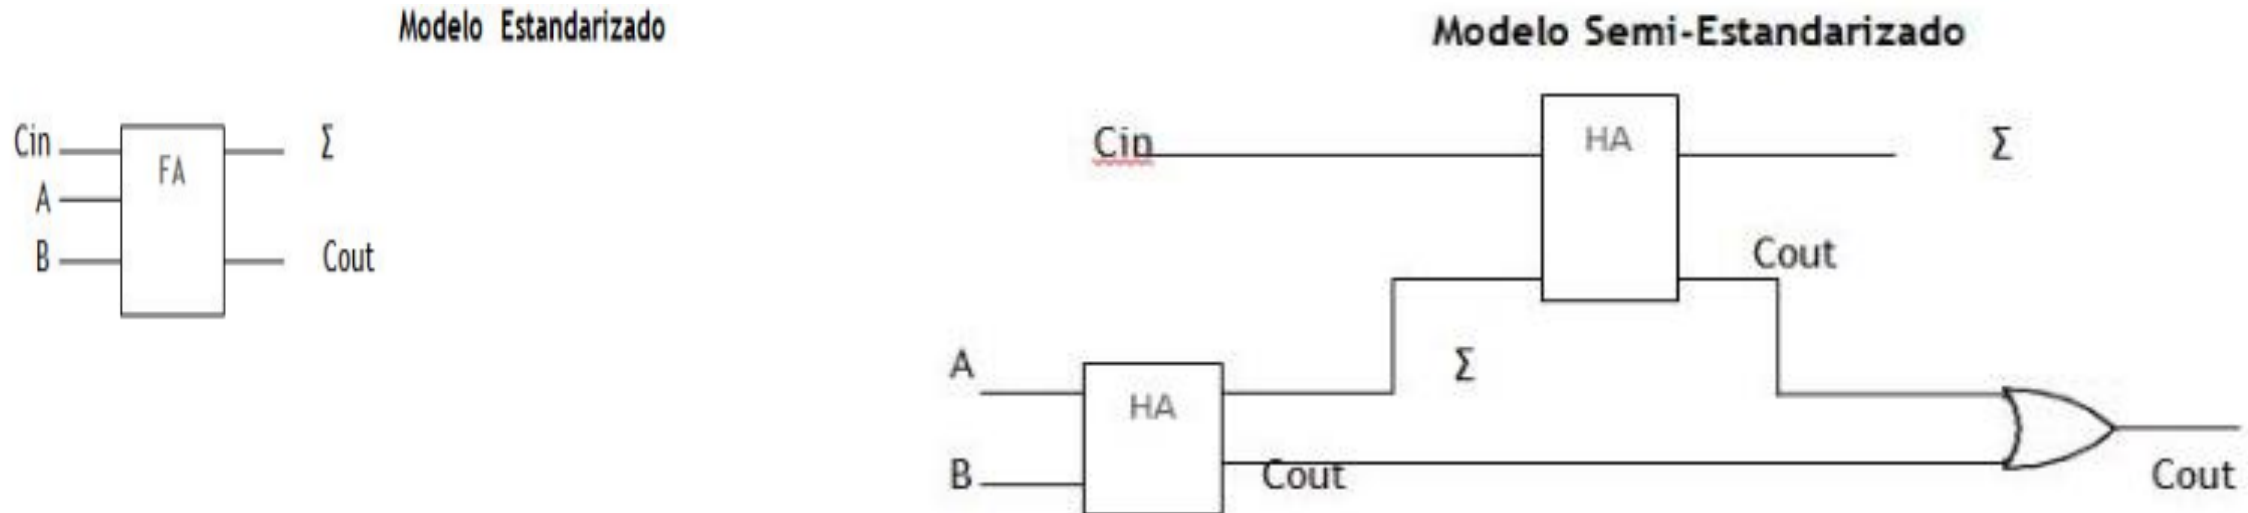 Modelo Estandarizado
Cin
FA
Σ
A
B
Cout
Modelo Semi-Estandarizado
Cin
HA
Σ
Cout
A
HA
Σ
B
Cout
Cout